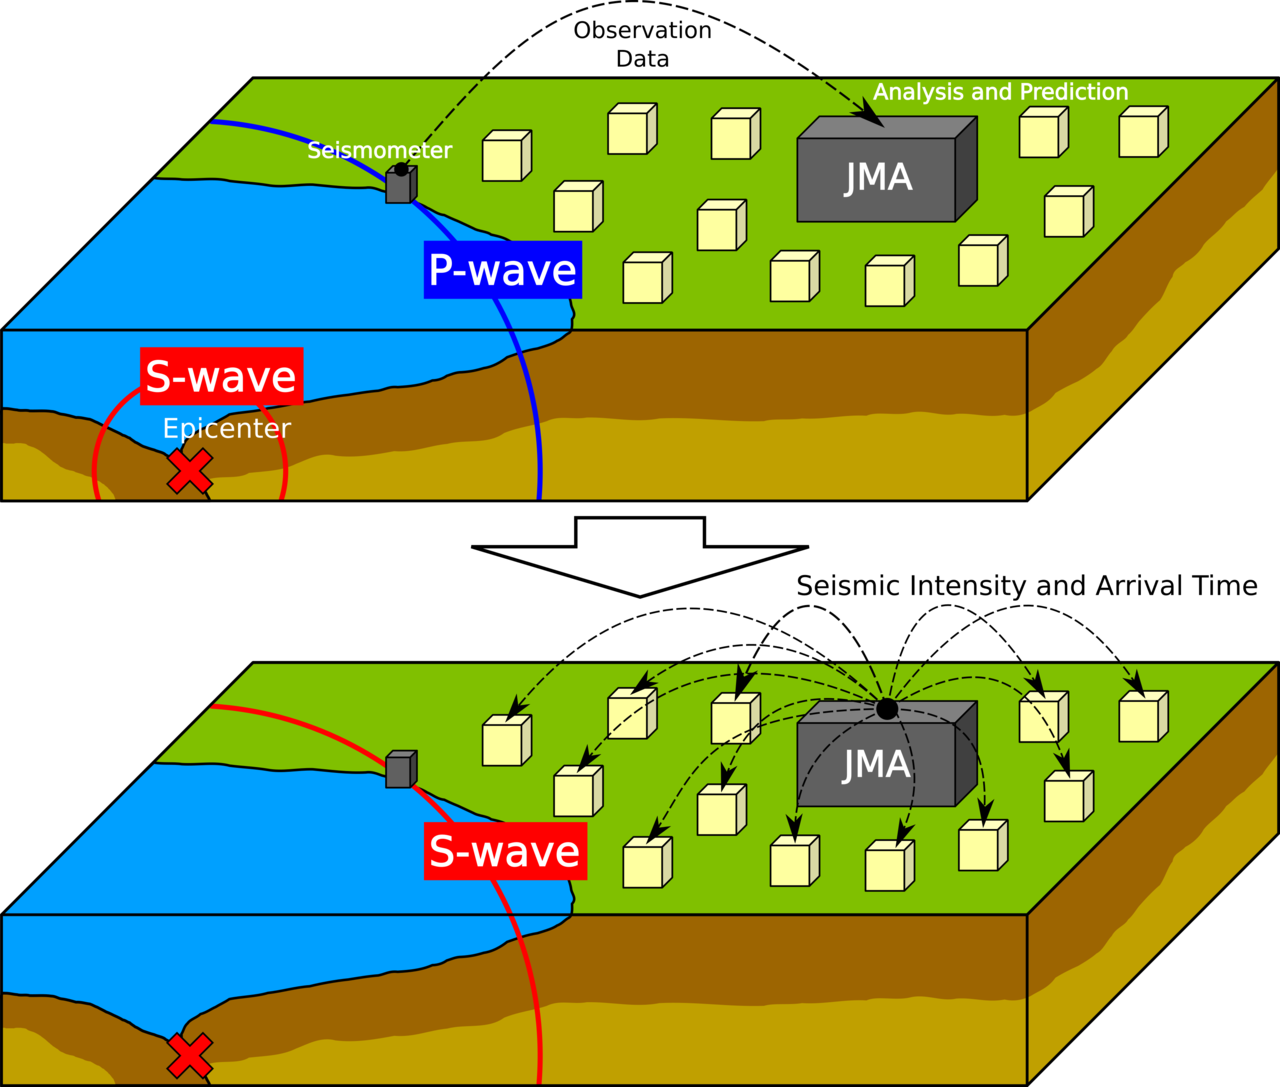 Observation
Data
Analysis and Prediction
Seismometer
JMA
P-wave
S-wave
Epicenter
Seismic Intensity and Arrival Time
JMA
S-wave